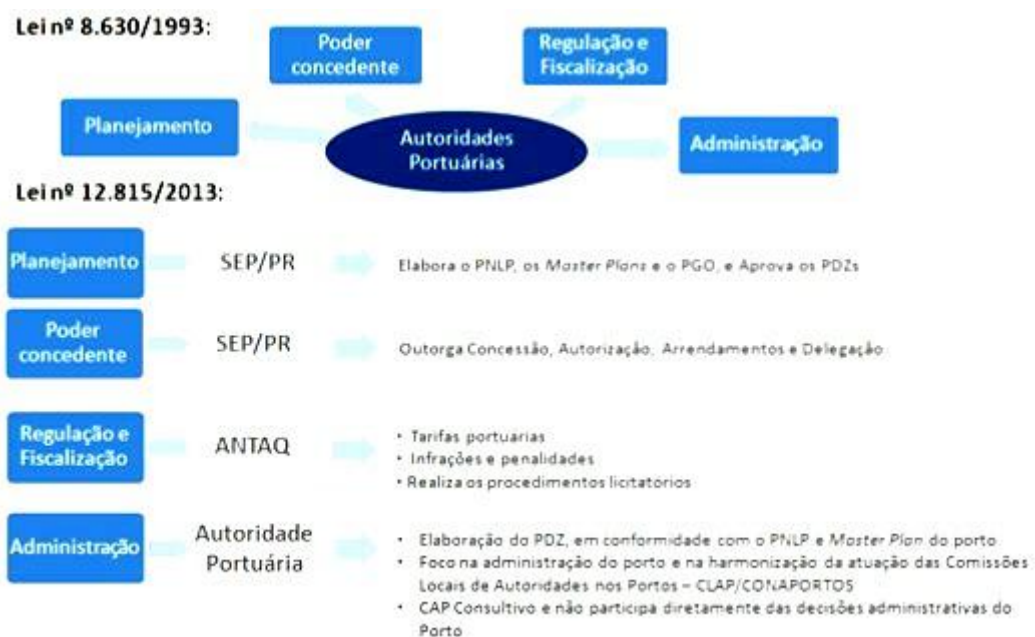 Lei nº 8.630/1993:
Poder
concedente
Regulação e
Fiscalização
Planejamento
Autoridades
Portuárias
Administração
Lei nº 12.815/2013:
Planejamento
SEP/PR
Elabora o PNLP, os Master Plans e o PGO, e Aprova os PDZs
Poder
concedente
SEP/PR
Outorga Concessão, Autorização, Arrendamentos e Delegação
Regulação e
Fiscalização
ANTAQ
• Tarifas portuarias
• Infrações e penalidades
• Realiza os procedimentos licitatórios
Administração
Autoridade
Portuária
• Elaboração do PDZ, em conformidade com o PNLP e Master Plan do porto
• Foco na administração do porto e na harmonização da atuação das Comissões
Locais de Autoridades nos Portos – CLAP/CONAPORTOS
• CAP Consultivo e não participa diretamente das decisões administrativas do
Porto